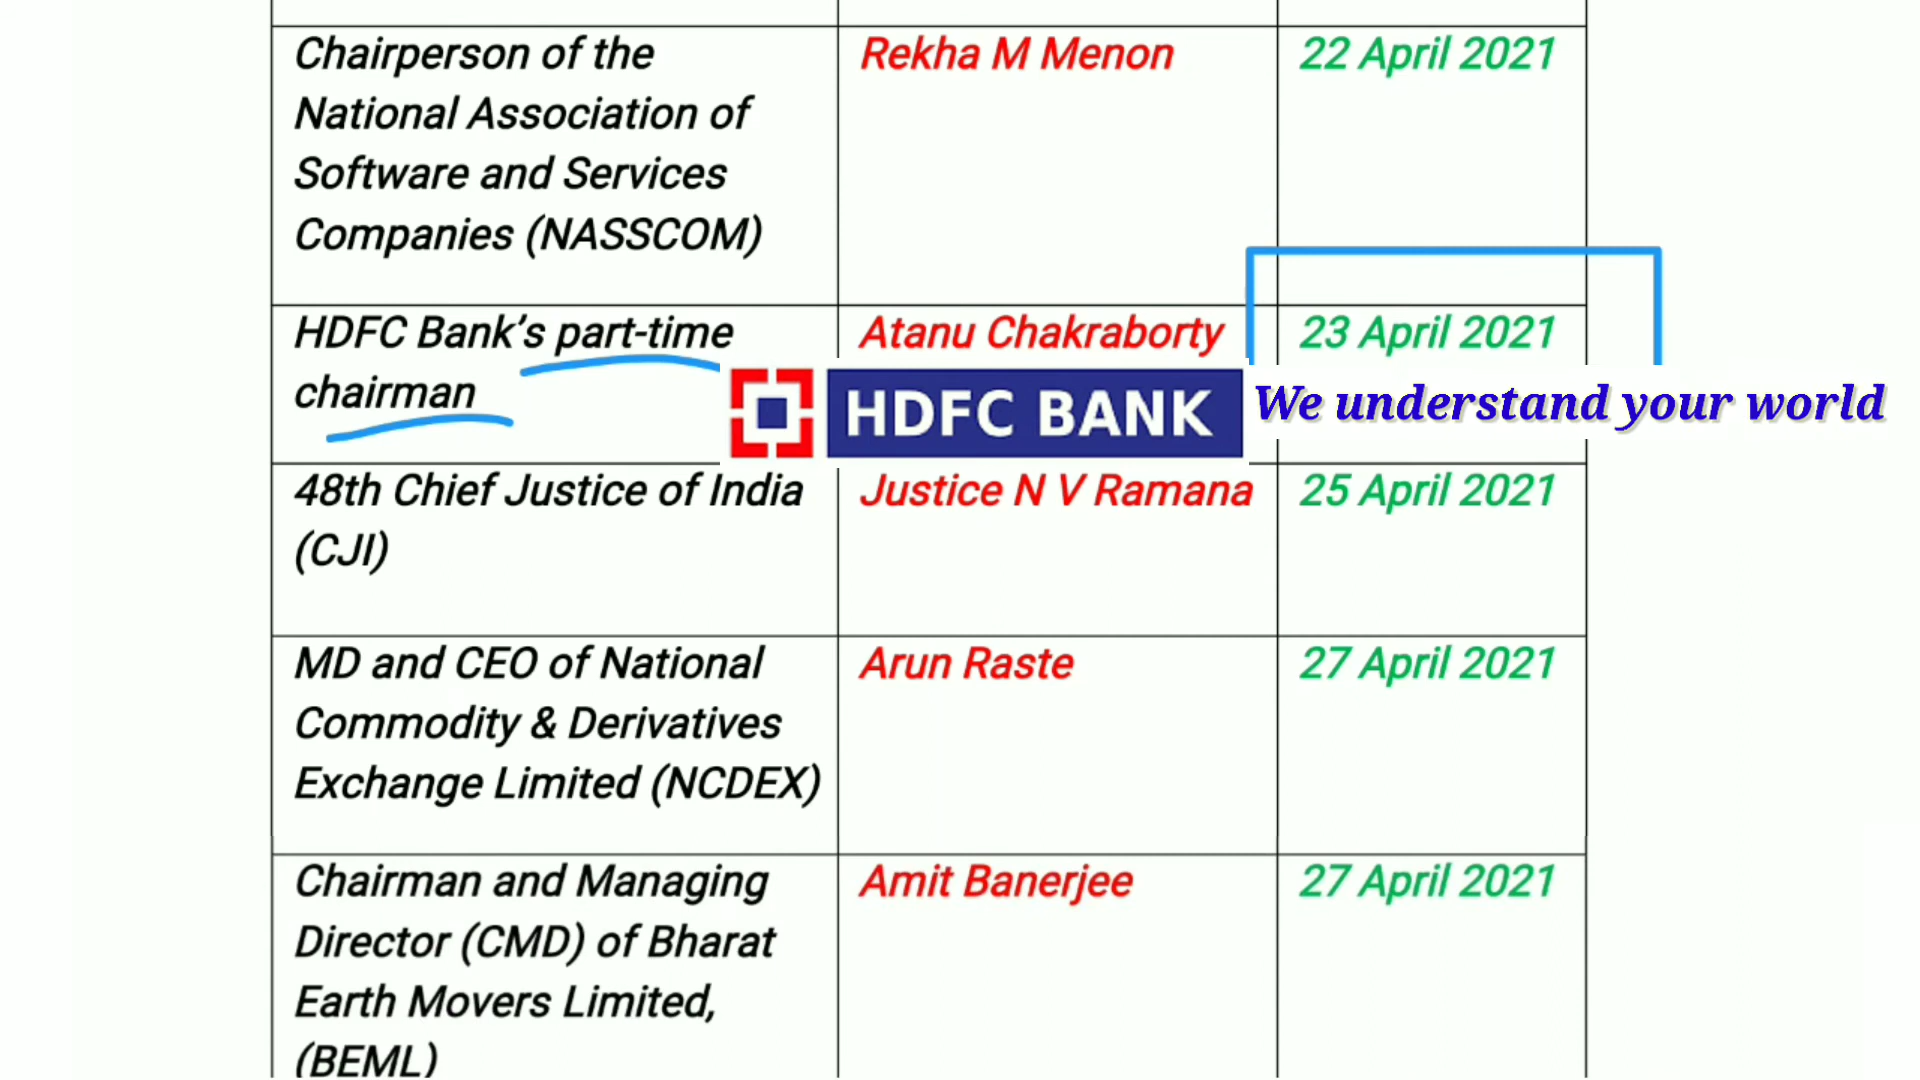 Chairperson of the
National Association of
Software and Services
Companies (NASSCOM)
Rekha M Menon
22 April 2021
HDFC Bank’s part-time
chairman
Atanu Chakraborty
23 April 2021
HDFC BANK
We understand your world
48th Chief Justice of India
(CJI)
Justice N V Ramana
25 April 2021
MD and CEO of National
Commodity & Derivatives
Exchange Limited (NCDEX)
Arun Raste
27 April 2021
Chairman and Managing
Director (CMD) of Bharat
Earth Movers Limited,
(BEML)
Amit Banerjee
27 April 2021